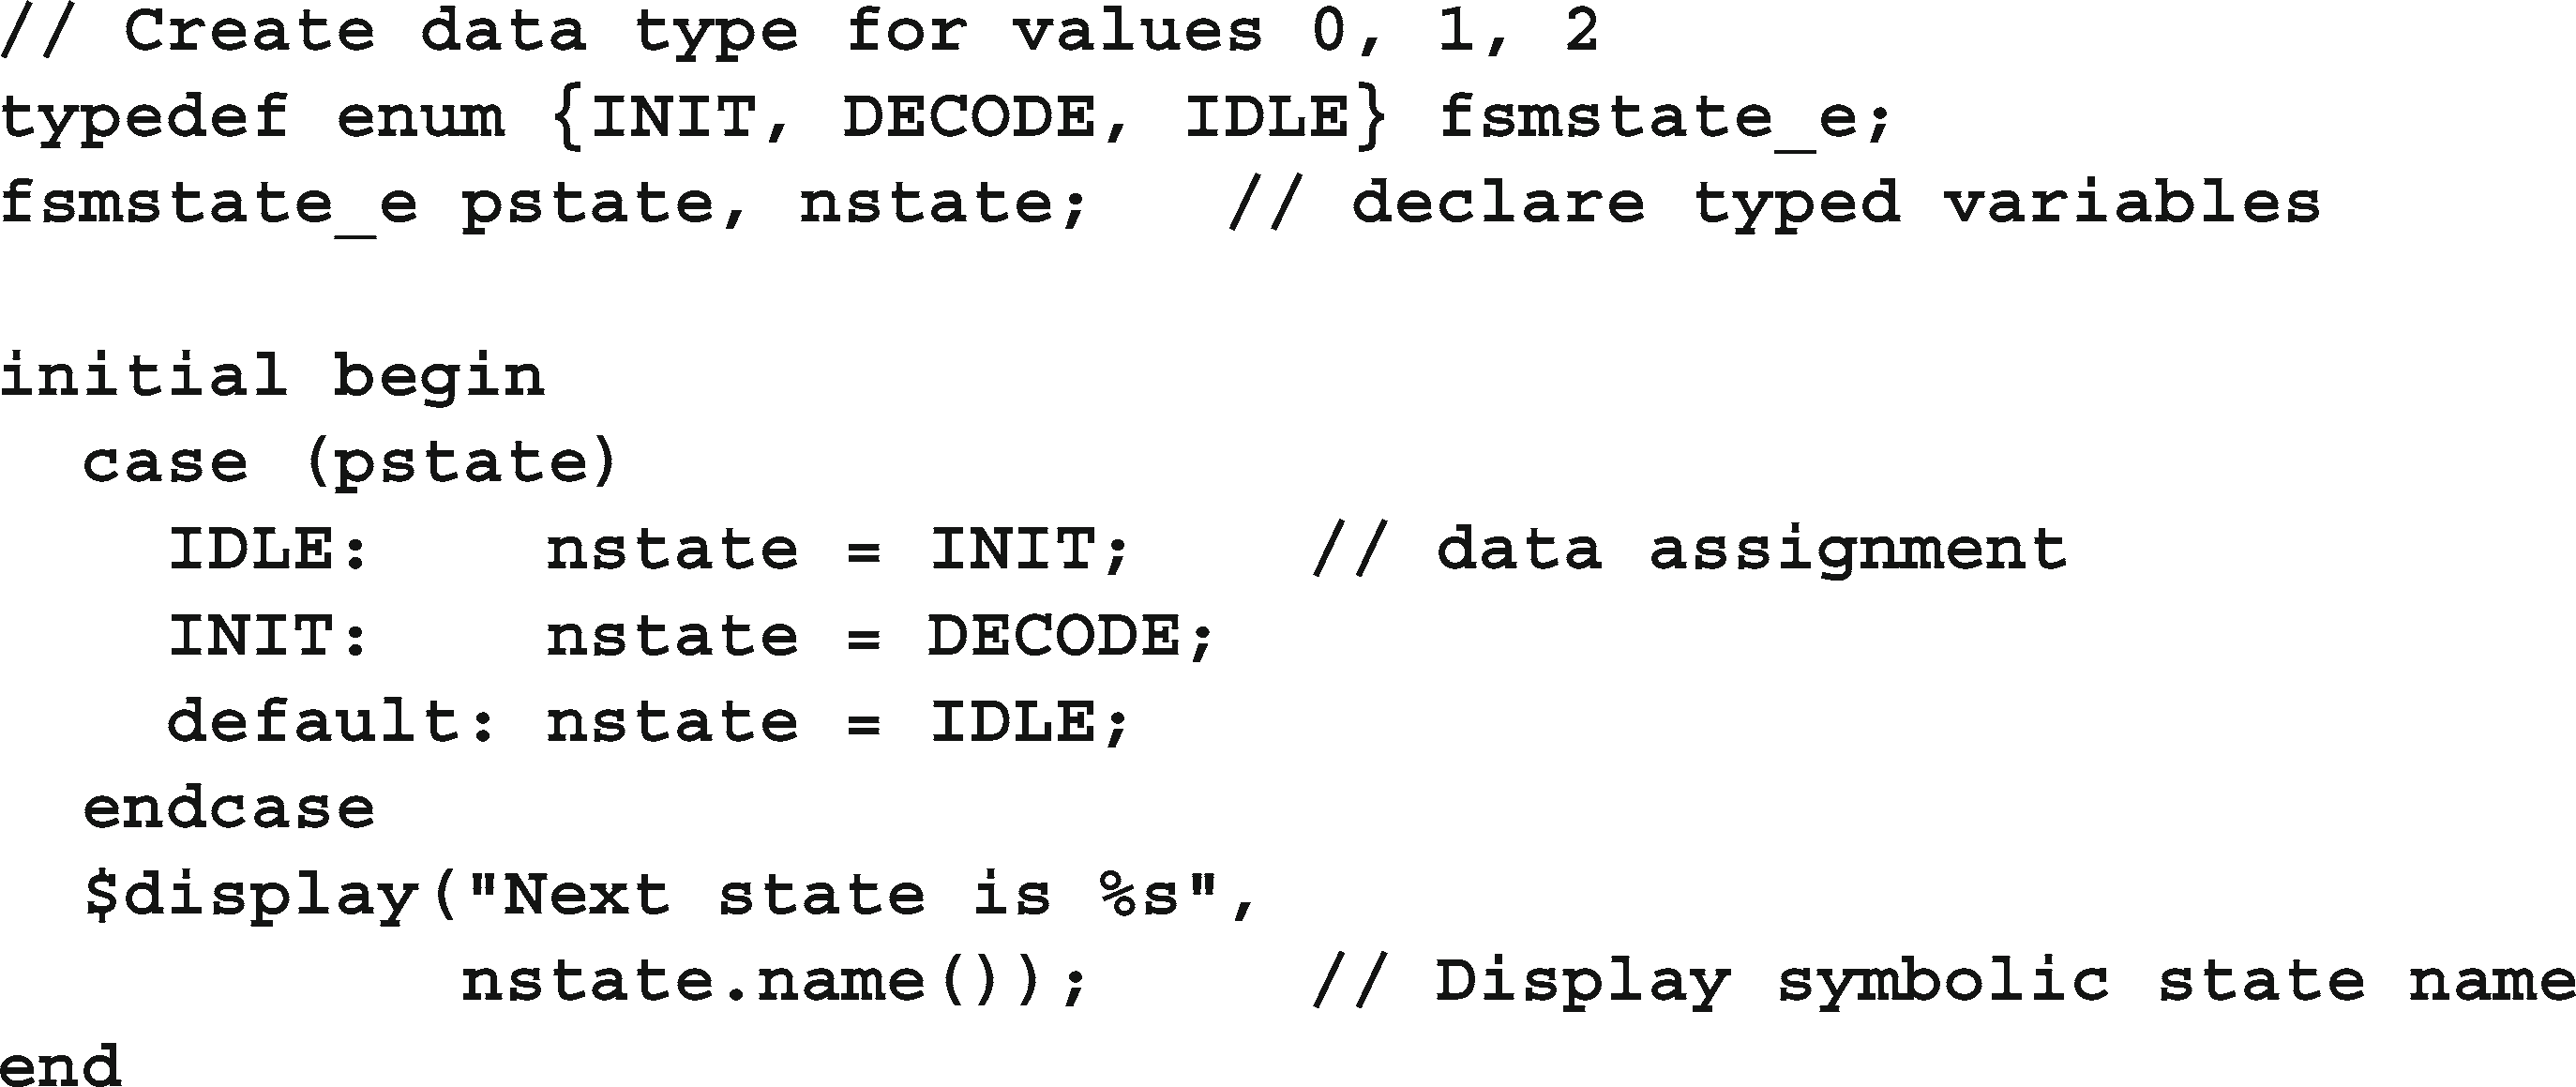 // Create data type for values 0, 1, 2
typedef enum {INIT, DECODE, IDLE} fsmstate_e;
fsmstate_e pstate, nstate;   // declare typed variables

initial begin
  case (pstate)
    IDLE:    nstate = INIT;    // data assignment
    INIT:    nstate = DECODE;
    default: nstate = IDLE;
  endcase
  $display("Next state is %s",
           nstate.name());     // Display symbolic state name
end